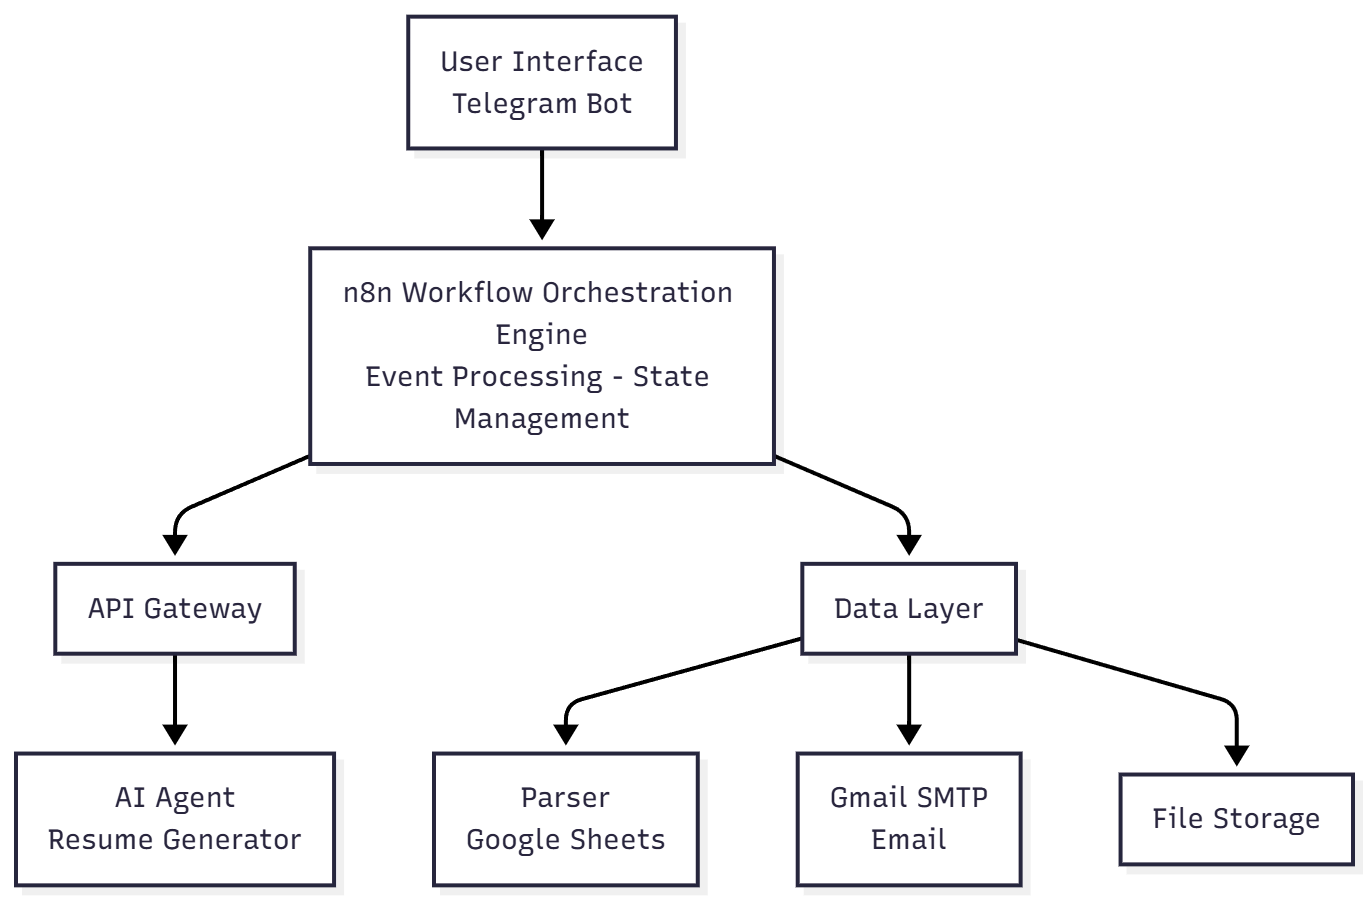 User Interface
Telegram Bot
n8n Workflow Orchestration
Engine
Event Processing - State
Management
API Gateway
Data Layer
AI Agent
Resume Generator
Parser
Google Sheets
Gmail SMTP
Email
File Storage